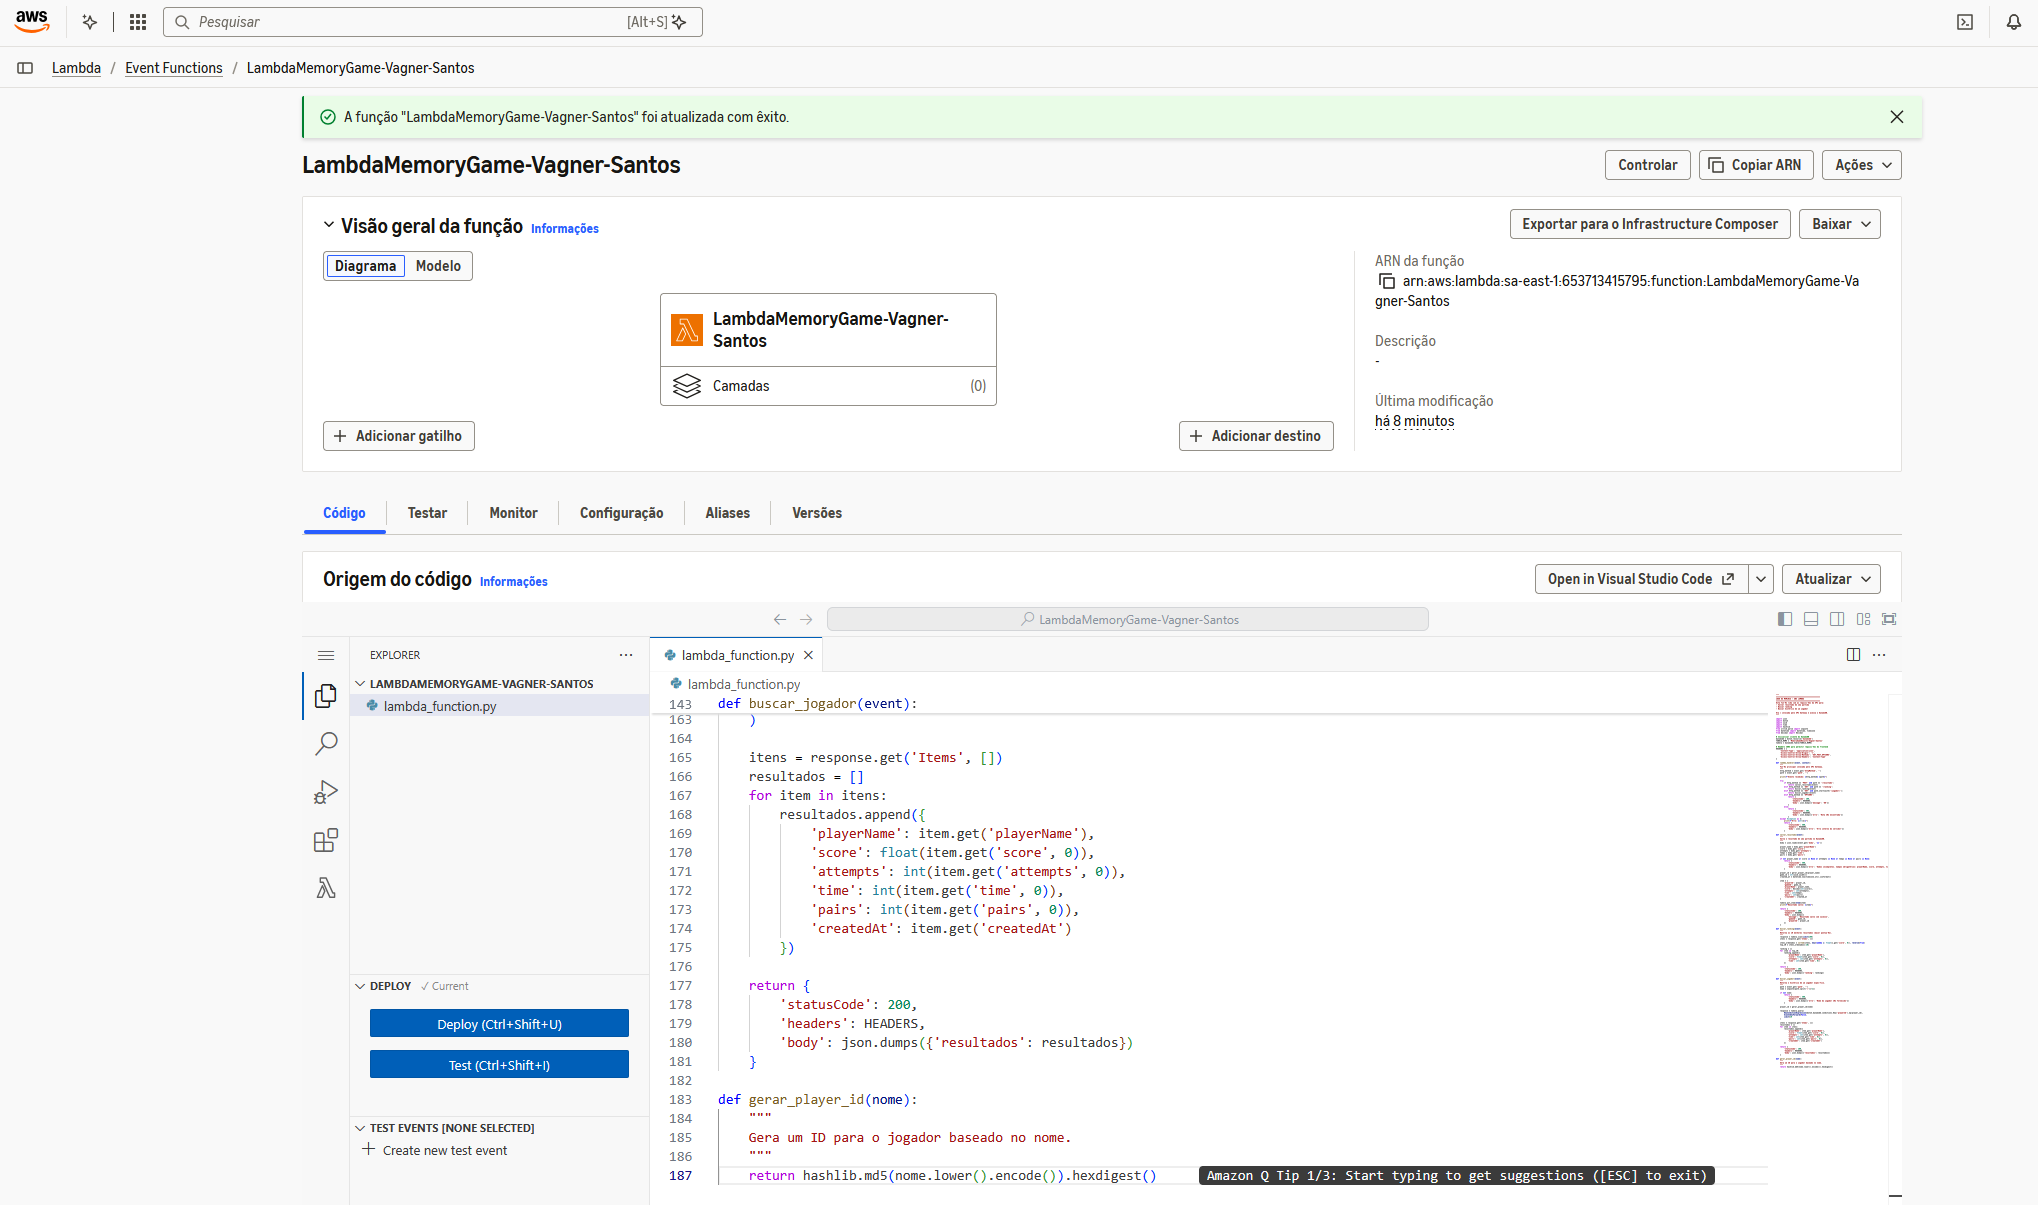 aws
Pesquisar
[Alt+S]
Lambda / Event Functions / LambdaMemoryGame-Vagner-Santos
A função "LambdaMemoryGame-Vagner-Santos" foi atualizada com êxito.
LambdaMemoryGame-Vagner-Santos
Controlar
Copiar ARN
Ações
Visão geral da função Informações
Exportar para o Infrastructure Composer
Baixar
Diagrama
Modelo
LambdaMemoryGame-Vagner-
Santos
Camadas
(0)
Adicionar gatilho
Adicionar destino
ARN da função
arn:aws:lambda:sa-east-1:653713415795:function:LambdaMemoryGame-Va
gner-Santos
Descrição
-
Última modificação
há 8 minutos
Código
Testar
Monitor
Configuração
Aliases
Versões
Origem do código Informações
Open in Visual Studio Code
Atualizar
LambdaMemoryGame-Vagner-Santos
EXPLORER
LAMBDAMEMORYGAME-VAGNER-SANTOS
lambda_function.py
DEPLOY ✓ Current
Deploy (Ctrl+Shift+U)
Test (Ctrl+Shift+I)
TEST EVENTS [NONE SELECTED]
Create new test event
lambda_function.py
lambda_function.py
143 def buscar_jogador(event):
163 )
164
165 itens = response.get('Items', [])
166 resultados = []
167 for item in itens:
168 resultados.append({
169 'playerName': item.get('playerName'),
170 'score': float(item.get('score', 0)),
171 'attempts': int(item.get('attempts', 0)),
172 'time': int(item.get('time', 0)),
173 'pairs': int(item.get('pairs', 0)),
174 'createdAt': item.get('createdAt')
175 })
176
177 return {
178 'statusCode': 200,
179 'headers': HEADERS,
180 'body': json.dumps({'resultados': resultados})
181 }
182
183 def gerar_player_id(nome):
184 """
185 Gera um ID para o jogador baseado no nome.
186 """
187 return hashlib.md5(nome.lower().encode()).hexdigest()
Amazon Q Tip 1/3: Start typing to get suggestions ([ESC] to exit)